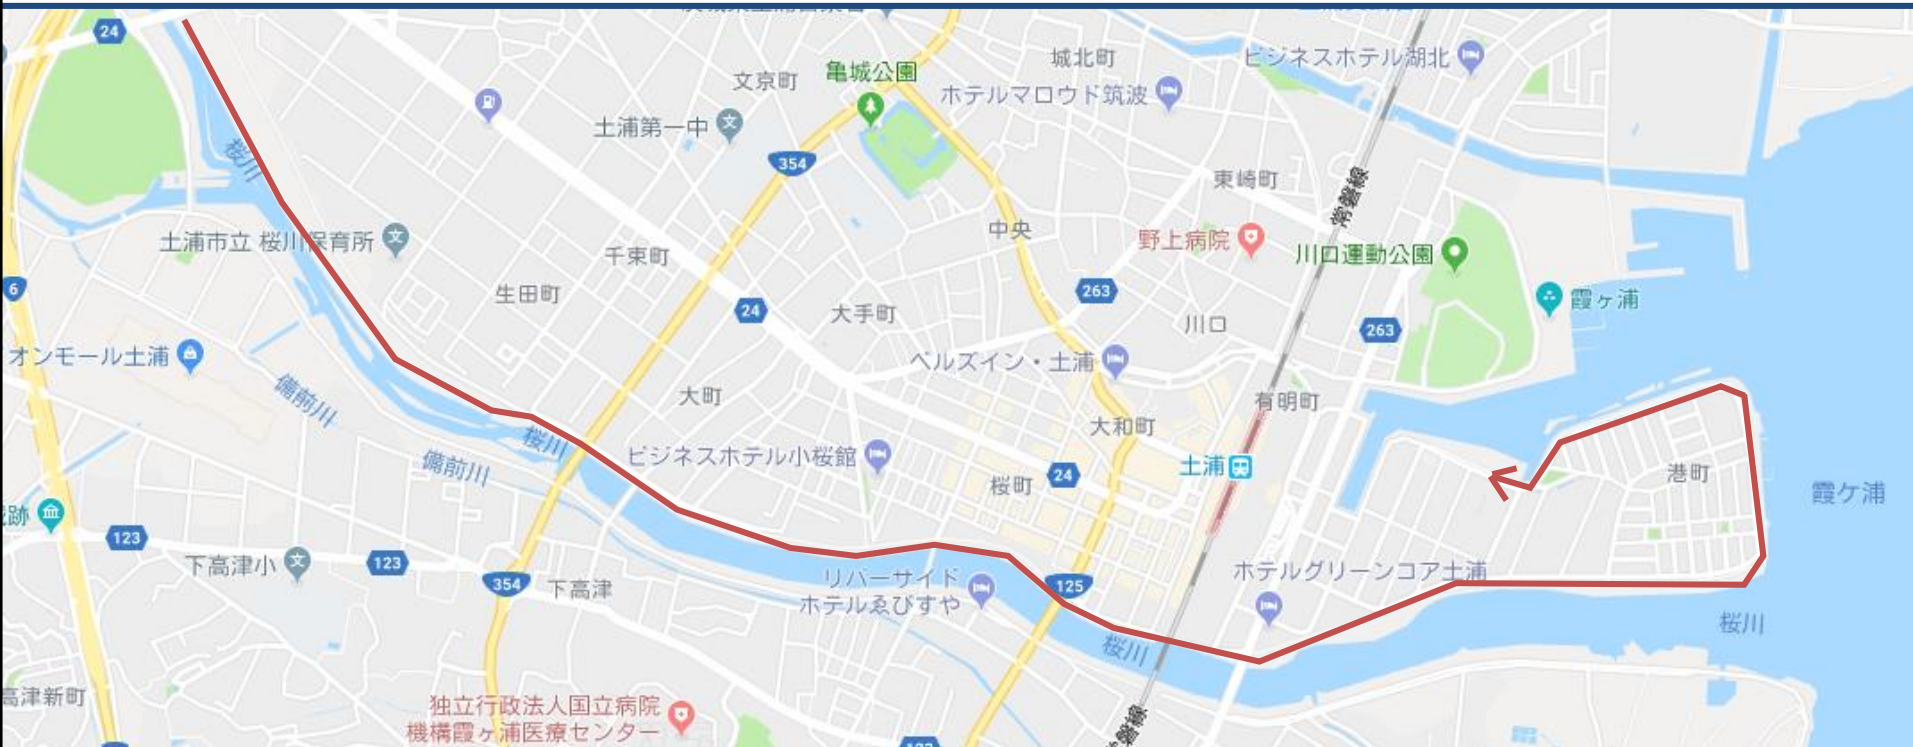 24
城北町
ビジネスホテル湖北
文京町
亀城公園
ホテルマロウド筑波
土浦第一中
桜川
354
東崎町
常磐線
土浦市立 桜川保育所
千束町
中央
野上病院
川口運動公園
6
生田町
24
大手町
263
川口
263
霞ヶ浦
オンモール土浦
備前川
ベルズイン・土浦
大町
有明町
大和町
桜川
備前川
ビジネスホテル小桜館
桜町
24
土浦
港町
霞ケ浦
跡
123
下高津小
123
354
下高津
リバーサイド
ホテルゑびすや
125
ホテルグリーンコア土浦
桜川
桜川
高津新町
独立行政法人国立病院
機構霞ヶ浦医療センター
常磐線